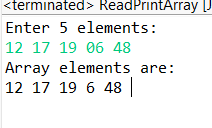 <terminated> ReadPrintArray [J
Enter 5 elements:
12 17 19 06 48
Array elements are:
12 17 19 6 48